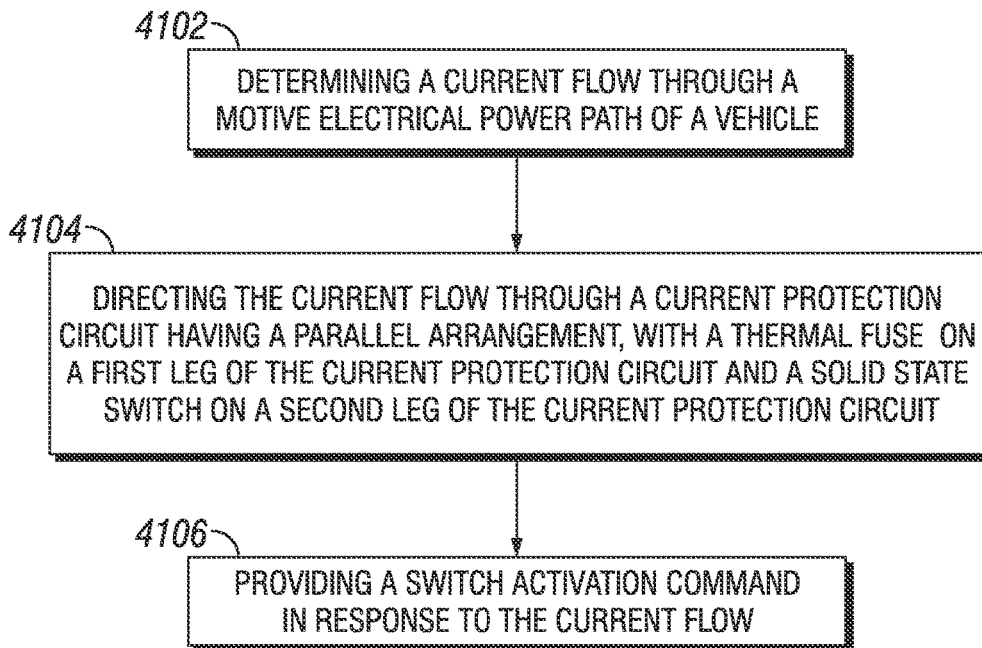 4102
DETERMINING A CURRENT FLOW THROUGH A
MOTIVE ELECTRICAL POWER PATH OF A VEHICLE
4104
DIRECTING THE CURRENT FLOW THROUGH A CURRENT PROTECTION
CIRCUIT HAVING A PARALLEL ARRANGEMENT, WITH A THERMAL FUSE ON
A FIRST LEG OF THE CURRENT PROTECTION CIRCUIT AND A SOLID STATE
SWITCH ON A SECOND LEG OF THE CURRENT PROTECTION CIRCUIT
4106
PROVIDING A SWITCH ACTIVATION COMMAND
IN RESPONSE TO THE CURRENT FLOW